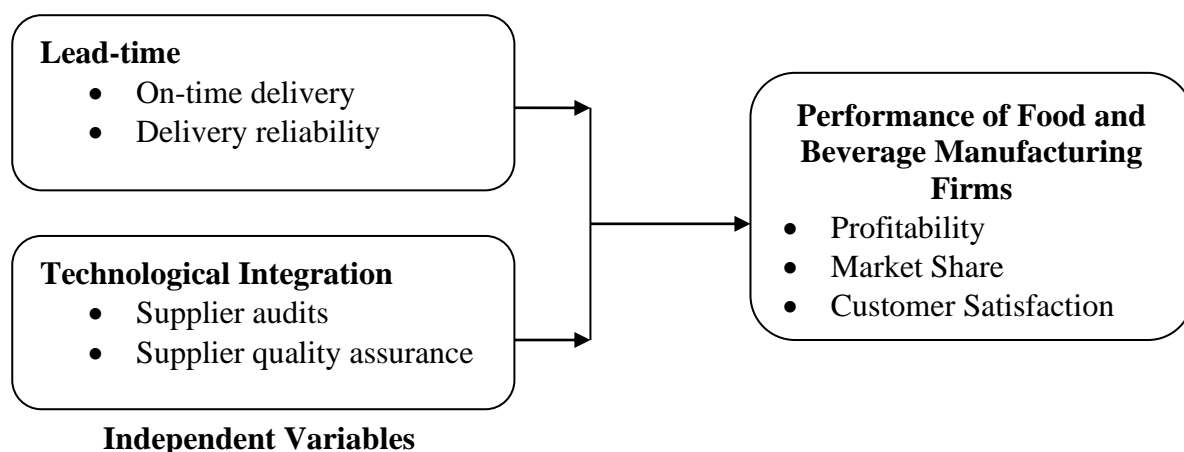 Lead-time
• On-time delivery
• Delivery reliability
Technological Integration
• Supplier audits
• Supplier quality assurance
Independent Variables
Performance of Food and
Beverage Manufacturing
Firms
• Profitability
• Market Share
• Customer Satisfaction